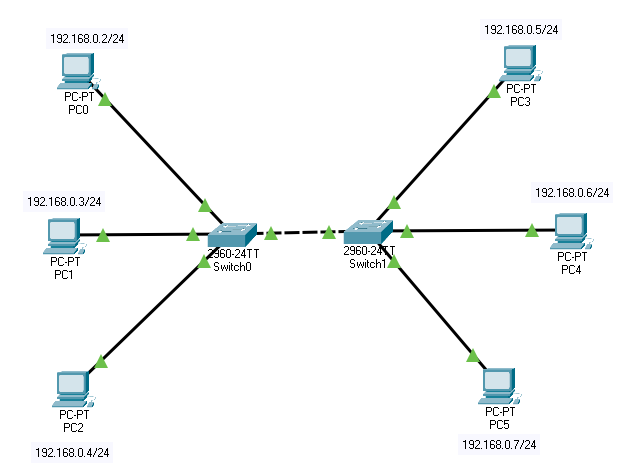 192.168.0.2/24
PC-PT
PC0
192.168.0.5/24
PC-PT
PC3
192.168.0.3/24
PC-PT
PC1
2960-24TT
Switch0
2960-24TT
Switch1
192.168.0.6/24
PC-PT
PC4
PC-PT
PC2
192.168.0.4/24
PC-PT
PC5
192.168.0.7/24